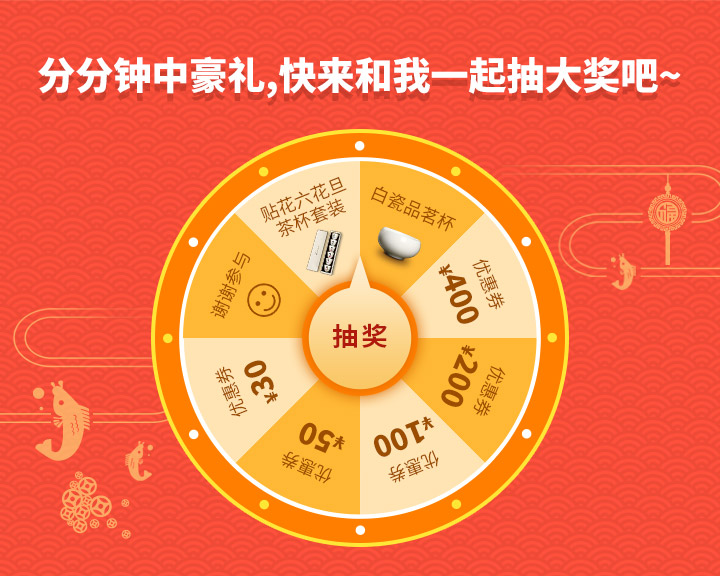 分分钟中豪礼,快来和我一起抽大奖吧~
贴花六花旦
茶杯套装
白瓷品茗杯
优惠券
¥400
优惠券
¥200
优惠券
¥100
优惠券
¥50
优惠券
¥30
谢谢参与
抽奖
福